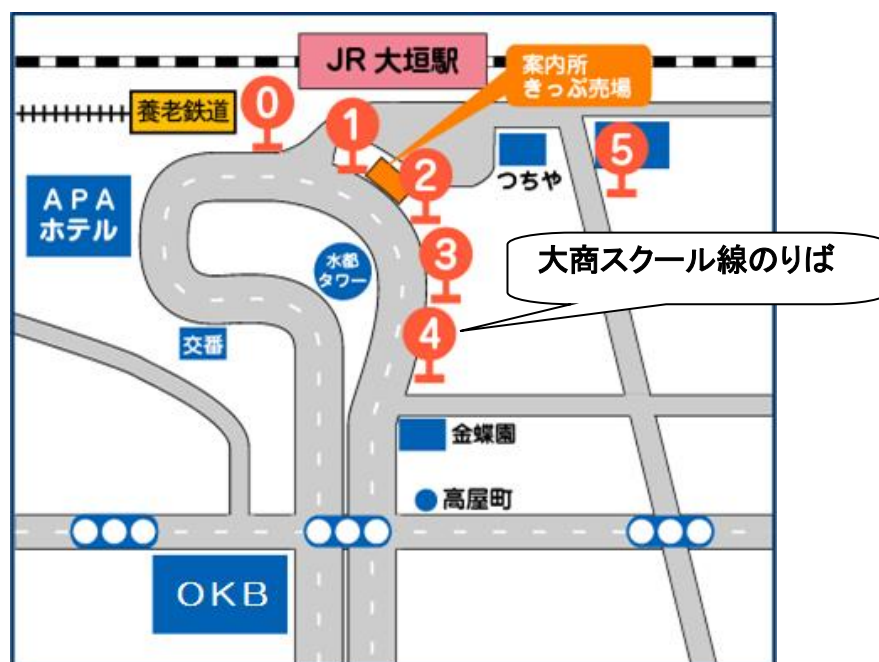 JR 大垣駅
案内所
きっぷ売場
養老鉄道
0
1
2
5
つちや
APA
ホテル
水都
タワー
3
大商スクール線のりば
4
交番
金蝶園
高屋町
OKB